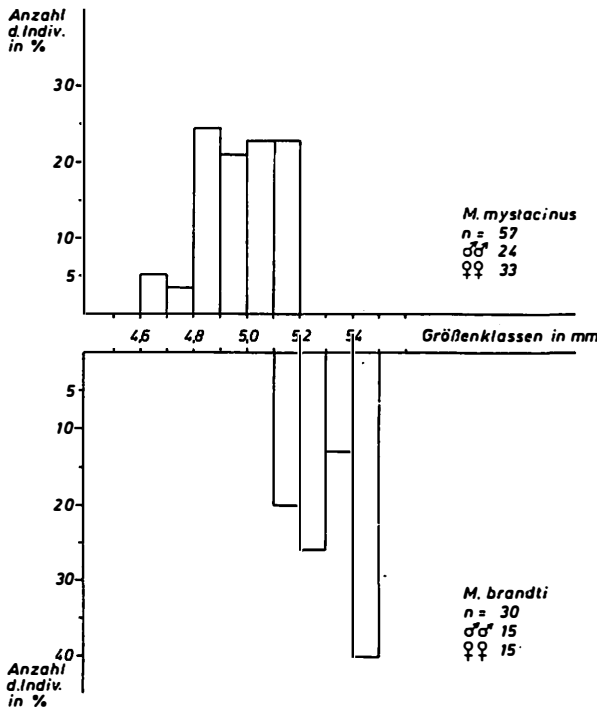 Anzahl
d. Indiv.
in %
30
20
10
5
M. mystacinus
n = 57
♂♂ 24
♀♀ 33
4,6 4,8 5,0 5,2 5,4 Größenklassen in mm
5
10
20
30
40
M. brandti
n = 30
♂♂ 15
♀♀ 15
Anzahl
d. Indiv.
in %